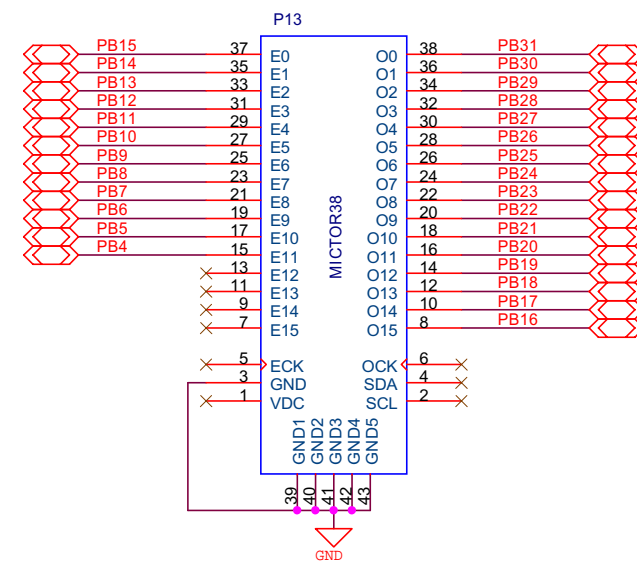 P13
PB15 37 E0 O0 38 PB31
PB14 35 E1 O1 36 PB30
PB13 33 E2 O2 34 PB29
PB12 31 E3 O3 32 PB28
PB11 29 E4 O4 30 PB27
PB10 27 E5 O5 28 PB26
PB9 25 E6 O6 26 PB25
PB8 23 E7 O7 24 PB24
PB7 21 E8 O8 22 PB23
PB6 19 E9 O9 20 PB22
PB5 17 E10 O10 18 PB21
PB4 15 E11 O11 16 PB20
13 E12 O12 14 PB19
11 E13 O13 12 PB18
9 E14 O14 10 PB17
7 E15 O15 8 PB16
MICTOR38
5 ECK OCK 6
3 GND SDA 4
1 VDC SCL 2
GND1 GND2 GND3 GND4 GND5
39 40 41 42 43
GND